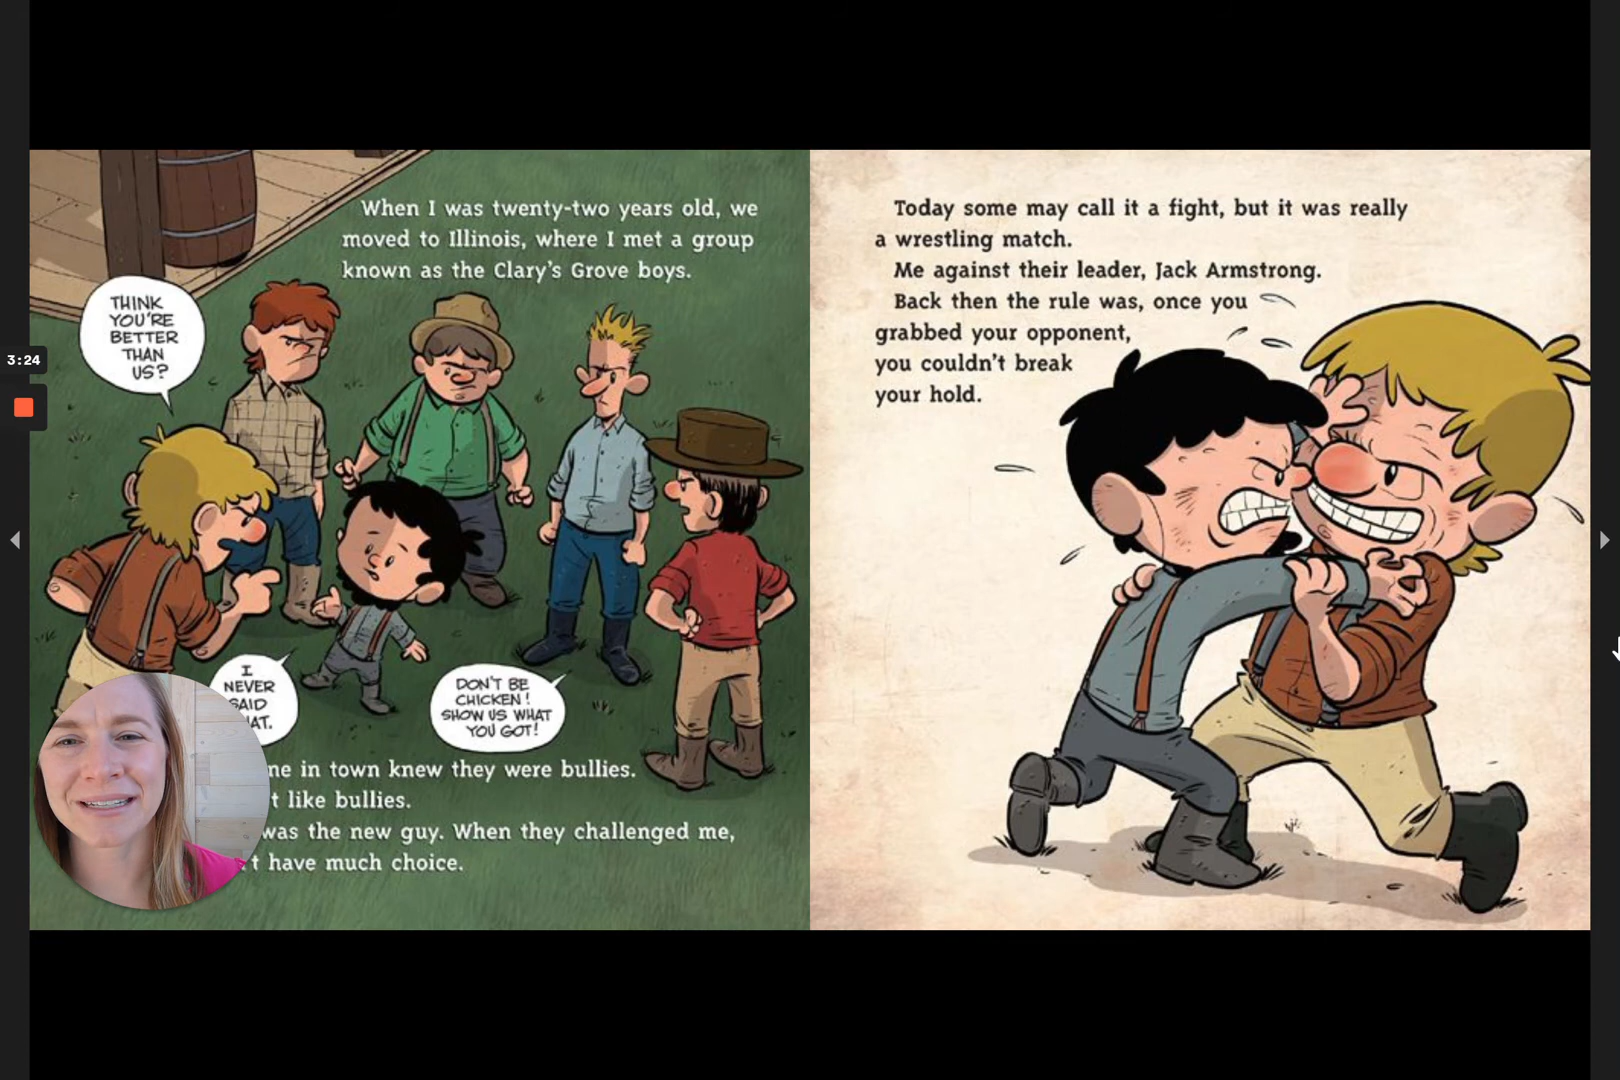 When I was twenty-two years old, we
moved to Illinois, where I met a group
known as the Clary's Grove boys.
THINK
YOU'RE
BETTER
THAN
US?
I
NEVER
SAID
DON'T BE
CHICKEN!
SHOW US WHAT
YOU GOT!
in town knew they were bullies.
like bullies.
was the new guy. When they challenged me,
have much choice.
Today some may call it a fight, but it was really
a wrestling match.
Me against their leader, Jack Armstrong.
Back then the rule was, once you
grabbed your opponent,
you couldn't break
your hold.
3:24